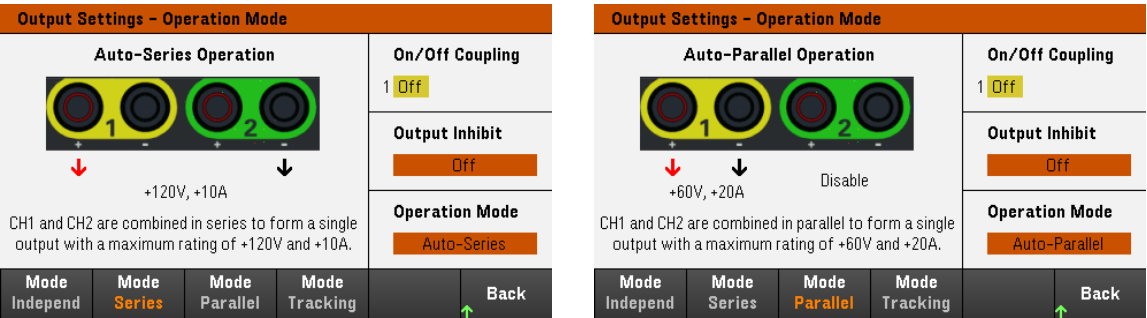 Output Settings - Operation Mode
Auto-Series Operation
1 2
+ - + -
+120V, +10A
CH1 and CH2 are combined in series to form a single
output with a maximum rating of +120V and +10A.
On/Off Coupling
1 Off
Output Inhibit
Off
Operation Mode
Auto-Series
Mode Mode Mode Mode
Independ Series Parallel Tracking
Back
Output Settings - Operation Mode
Auto-Parallel Operation
1 2
+ - + -
+60V, +20A
Disable
CH1 and CH2 are combined in parallel to form a single
output with a maximum rating of +60V and +20A.
On/Off Coupling
1 Off
Output Inhibit
Off
Operation Mode
Auto-Parallel
Mode Mode Mode Mode
Independ Series Parallel Tracking
Back